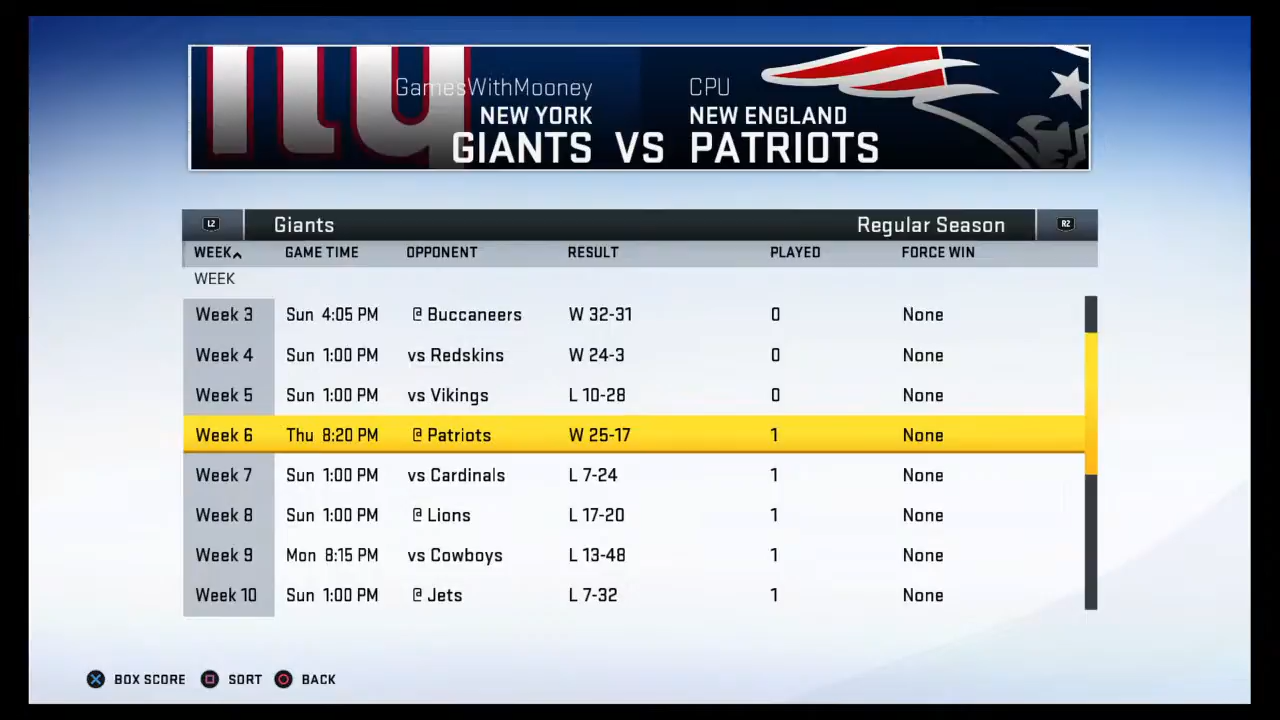 GamesWithMooney CPU
NEW YORK NEW ENGLAND
GIANTS VS PATRIOTS
L2 Giants Regular Season R2
WEEK GAME TIME OPPONENT RESULT PLAYED FORCE WIN
WEEK
Week 3 Sun 4:05 PM @ Buccaneers W 32-31 0 None
Week 4 Sun 1:00 PM vs Redskins W 24-3 0 None
Week 5 Sun 1:00 PM vs Vikings L 10-28 0 None
Week 6 Thu 8:20 PM @ Patriots W 25-17 1 None
Week 7 Sun 1:00 PM vs Cardinals L 7-24 1 None
Week 8 Sun 1:00 PM @ Lions L 17-20 1 None
Week 9 Mon 8:15 PM vs Cowboys L 13-48 1 None
Week 10 Sun 1:00 PM @ Jets L 7-32 1 None
BOX SCORE SORT BACK